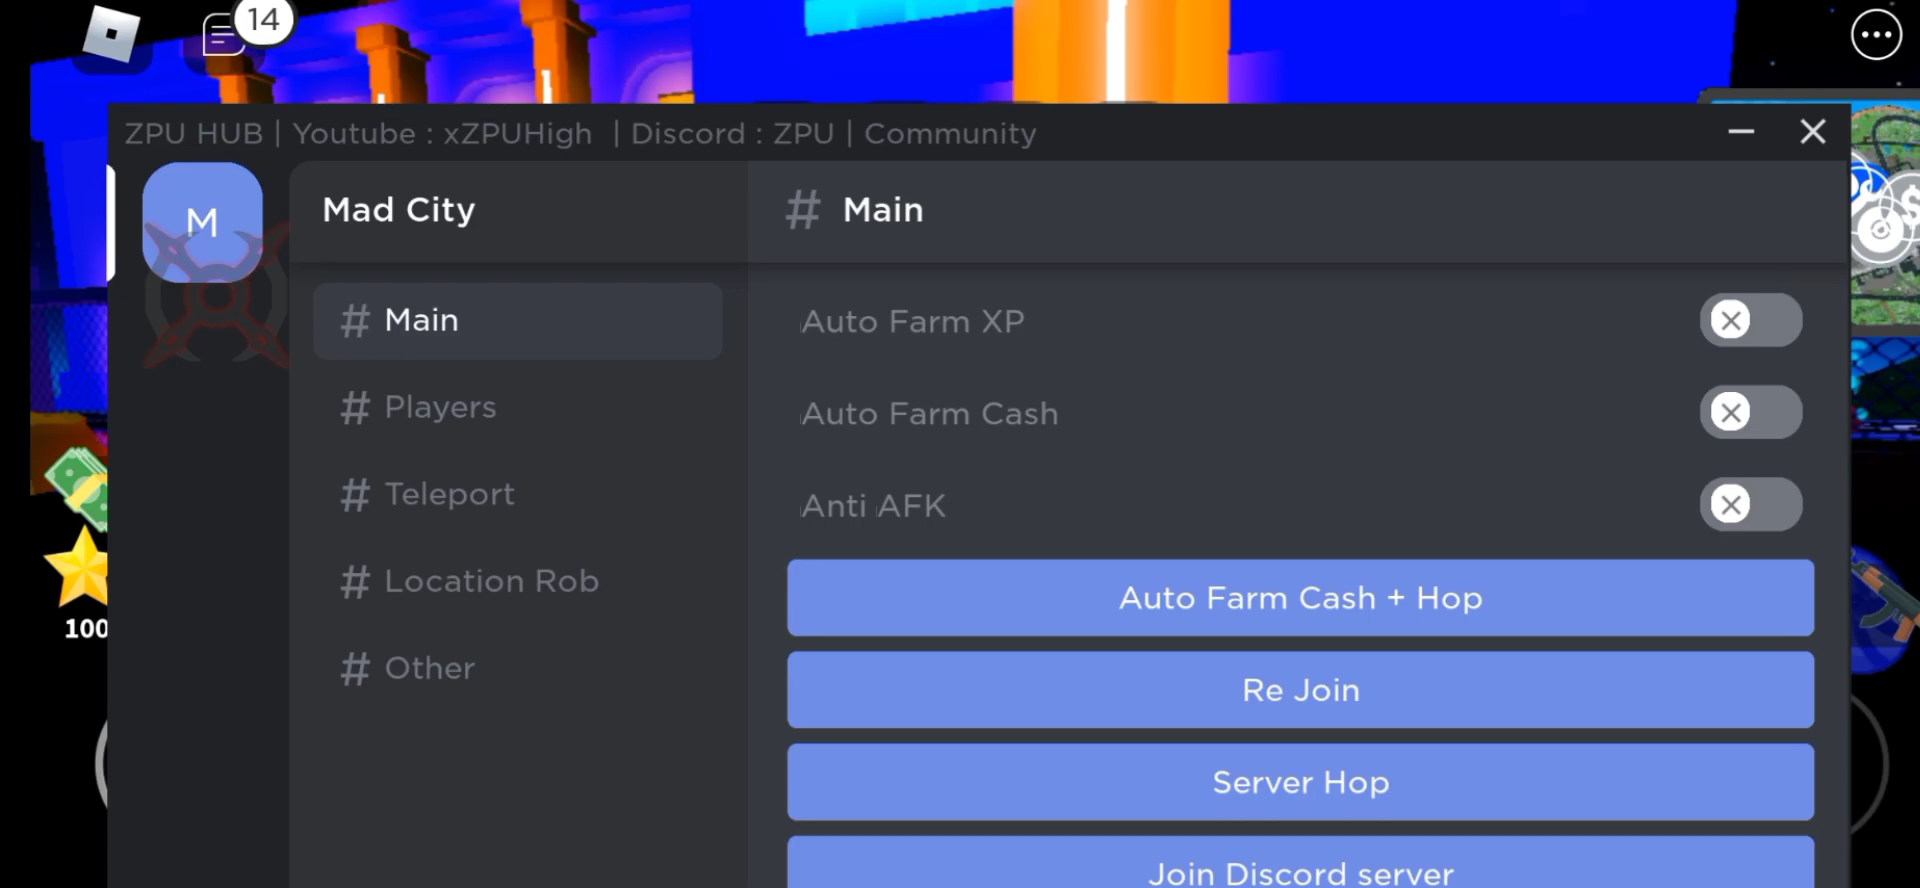 14
ZPU HUB | Youtube : xZPUHigh | Discord : ZPU | Community
M
Mad City
# Main
# Main
# Players
# Teleport
# Location Rob
# Other
Auto Farm XP
Auto Farm Cash
Anti AFK
Auto Farm Cash + Hop
Re Join
Server Hop
Join Discord server
100